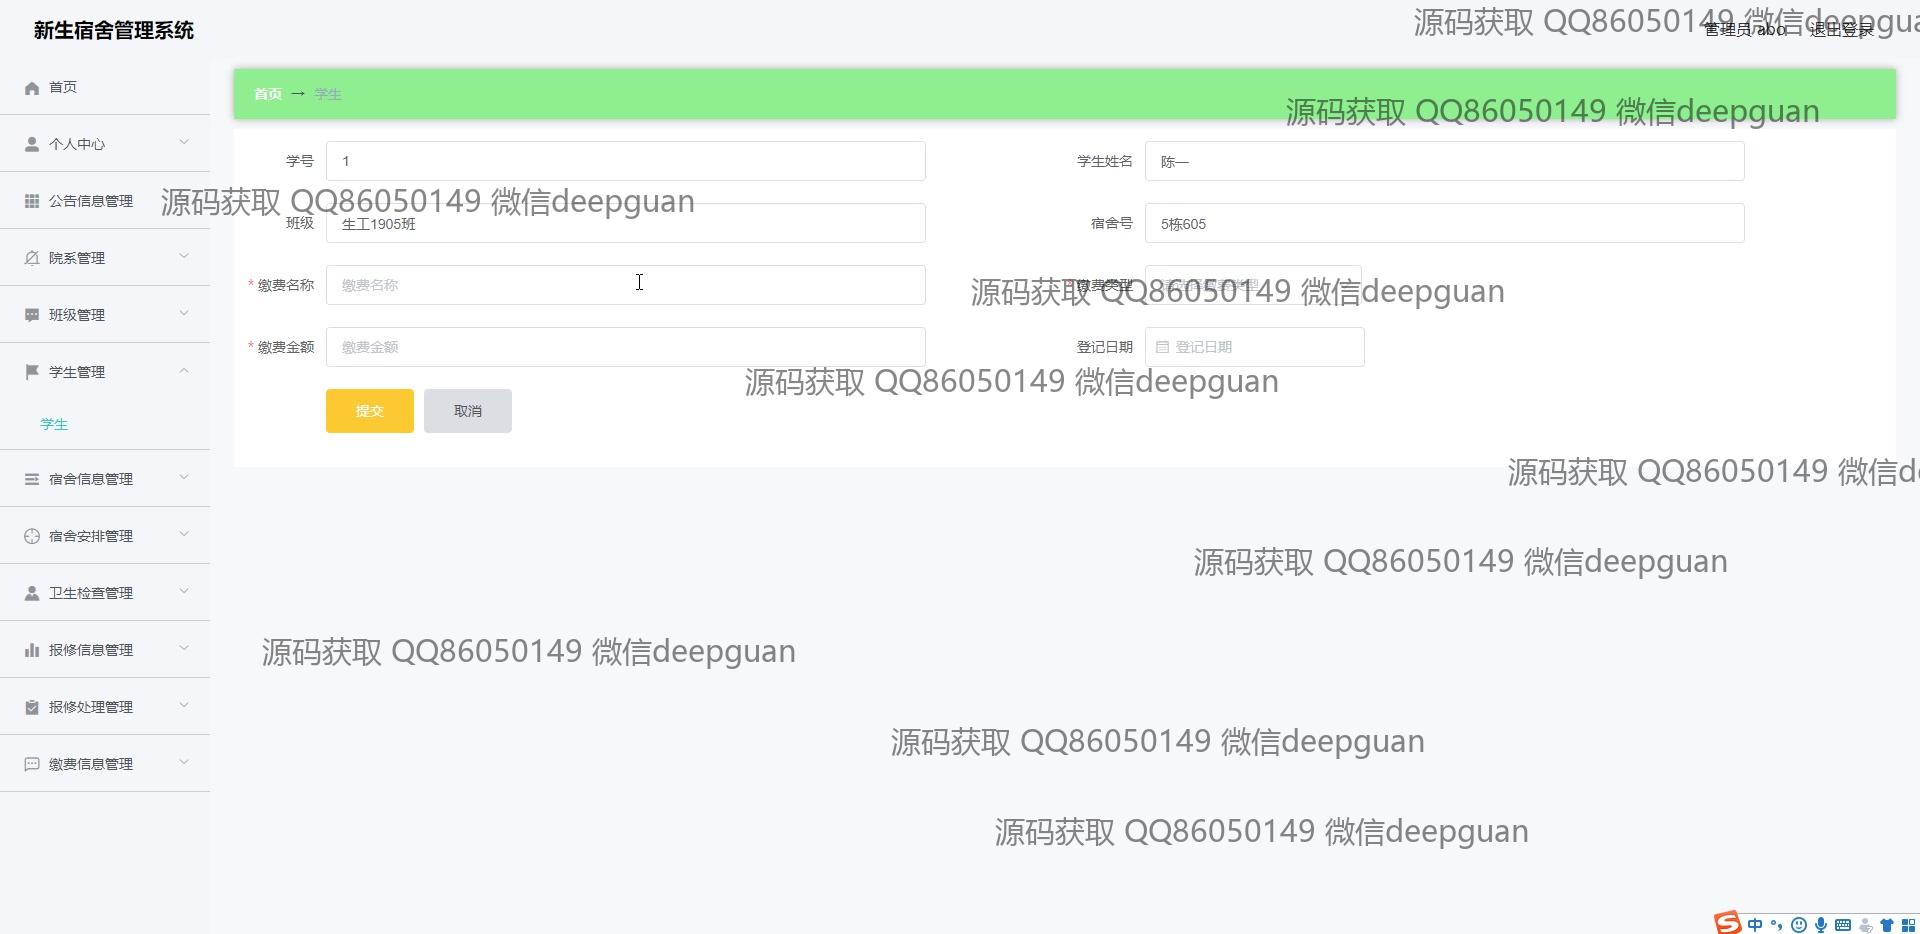 新生宿舍管理系统
源码获取 QQ86050149 微信deepgua
管理员 abo 退出登录
首页
个人中心
公告信息管理
院系管理
班级管理
学生管理
学生
宿舍信息管理
宿舍安排管理
卫生检查管理
报修信息管理
报修处理管理
缴费信息管理
首页 → 学生
源码获取 QQ86050149 微信deepguan
学号 1 学生姓名 陈一
源码获取 QQ86050149 微信deepguan
班级 生工1905班 宿舍号 5栋605
* 缴费名称 缴费名称 * 缴费类型 请选择缴费类型
源码获取 QQ86050149 微信deepguan
* 缴费金额 缴费金额 登记日期 登记日期
源码获取 QQ86050149 微信deepguan
提交 取消
源码获取 QQ86050149 微信d
源码获取 QQ86050149 微信deepguan
源码获取 QQ86050149 微信deepguan
源码获取 QQ86050149 微信deepguan
源码获取 QQ86050149 微信deepguan
S 中